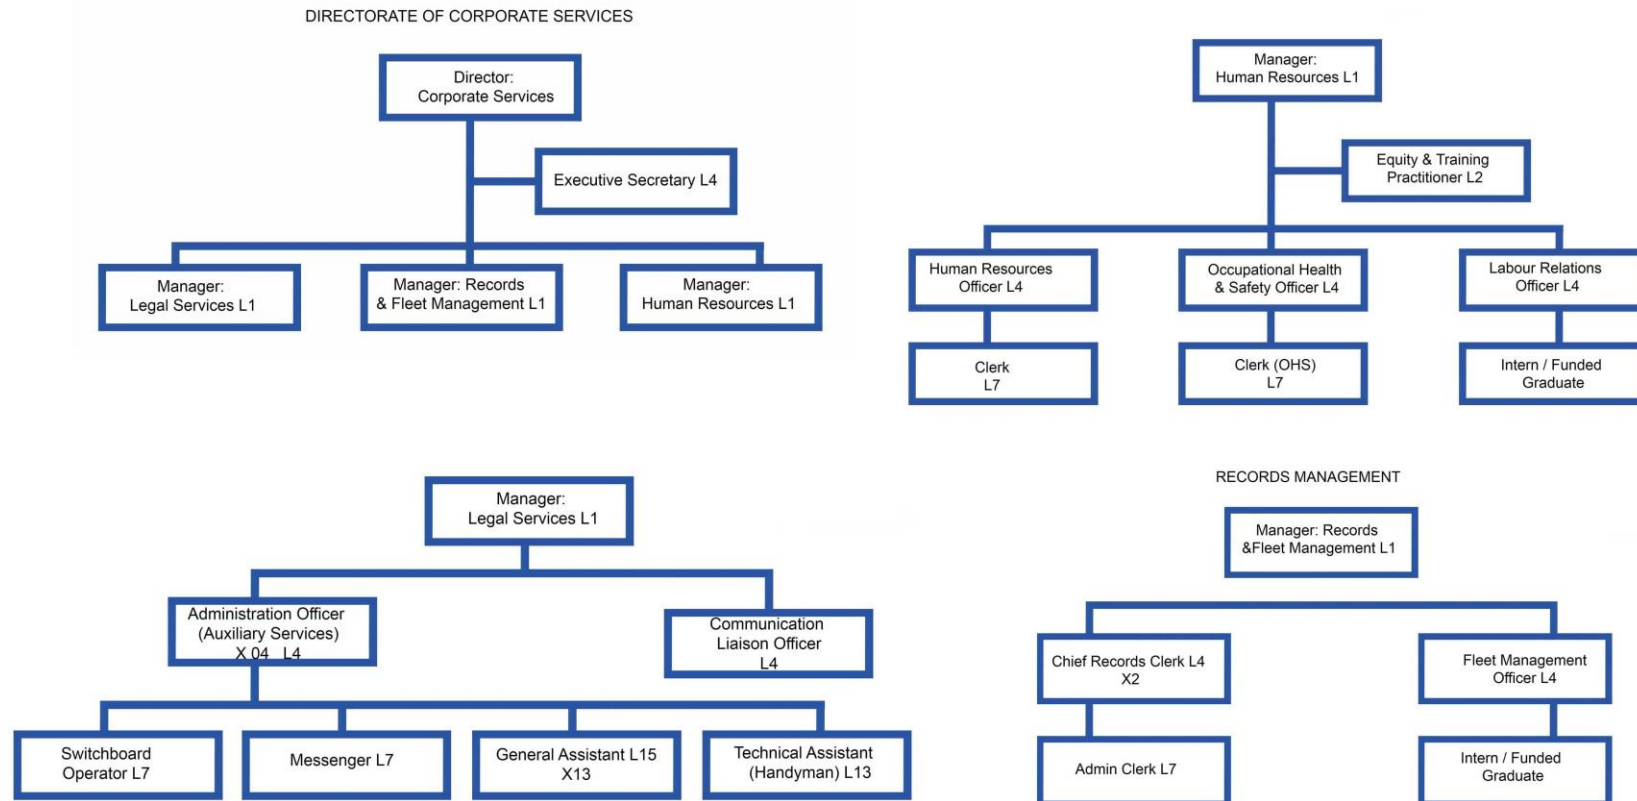 DIRECTORATE OF CORPORATE SERVICES
Director:
Corporate Services
Executive Secretary L4
Manager:
Legal Services L1
Manager: Records
& Fleet Management L1
Manager:
Human Resources L1
Manager:
Human Resources L1
Equity & Training
Practitioner L2
Human Resources
Officer L4
Occupational Health
& Safety Officer L4
Labour Relations
Officer L4
Clerk
L7
Clerk (OHS)
L7
Intern / Funded
Graduate
Manager:
Legal Services L1
Administration Officer
(Auxiliary Services)
X 04 L4
Communication
Liaison Officer
L4
Switchboard
Operator L7
Messenger L7
General Assistant L15
X13
Technical Assistant
(Handyman) L13
RECORDS MANAGEMENT
Manager: Records
&Fleet Management L1
Chief Records Clerk L4
X2
Fleet Management
Officer L4
Admin Clerk L7
Intern / Funded
Graduate